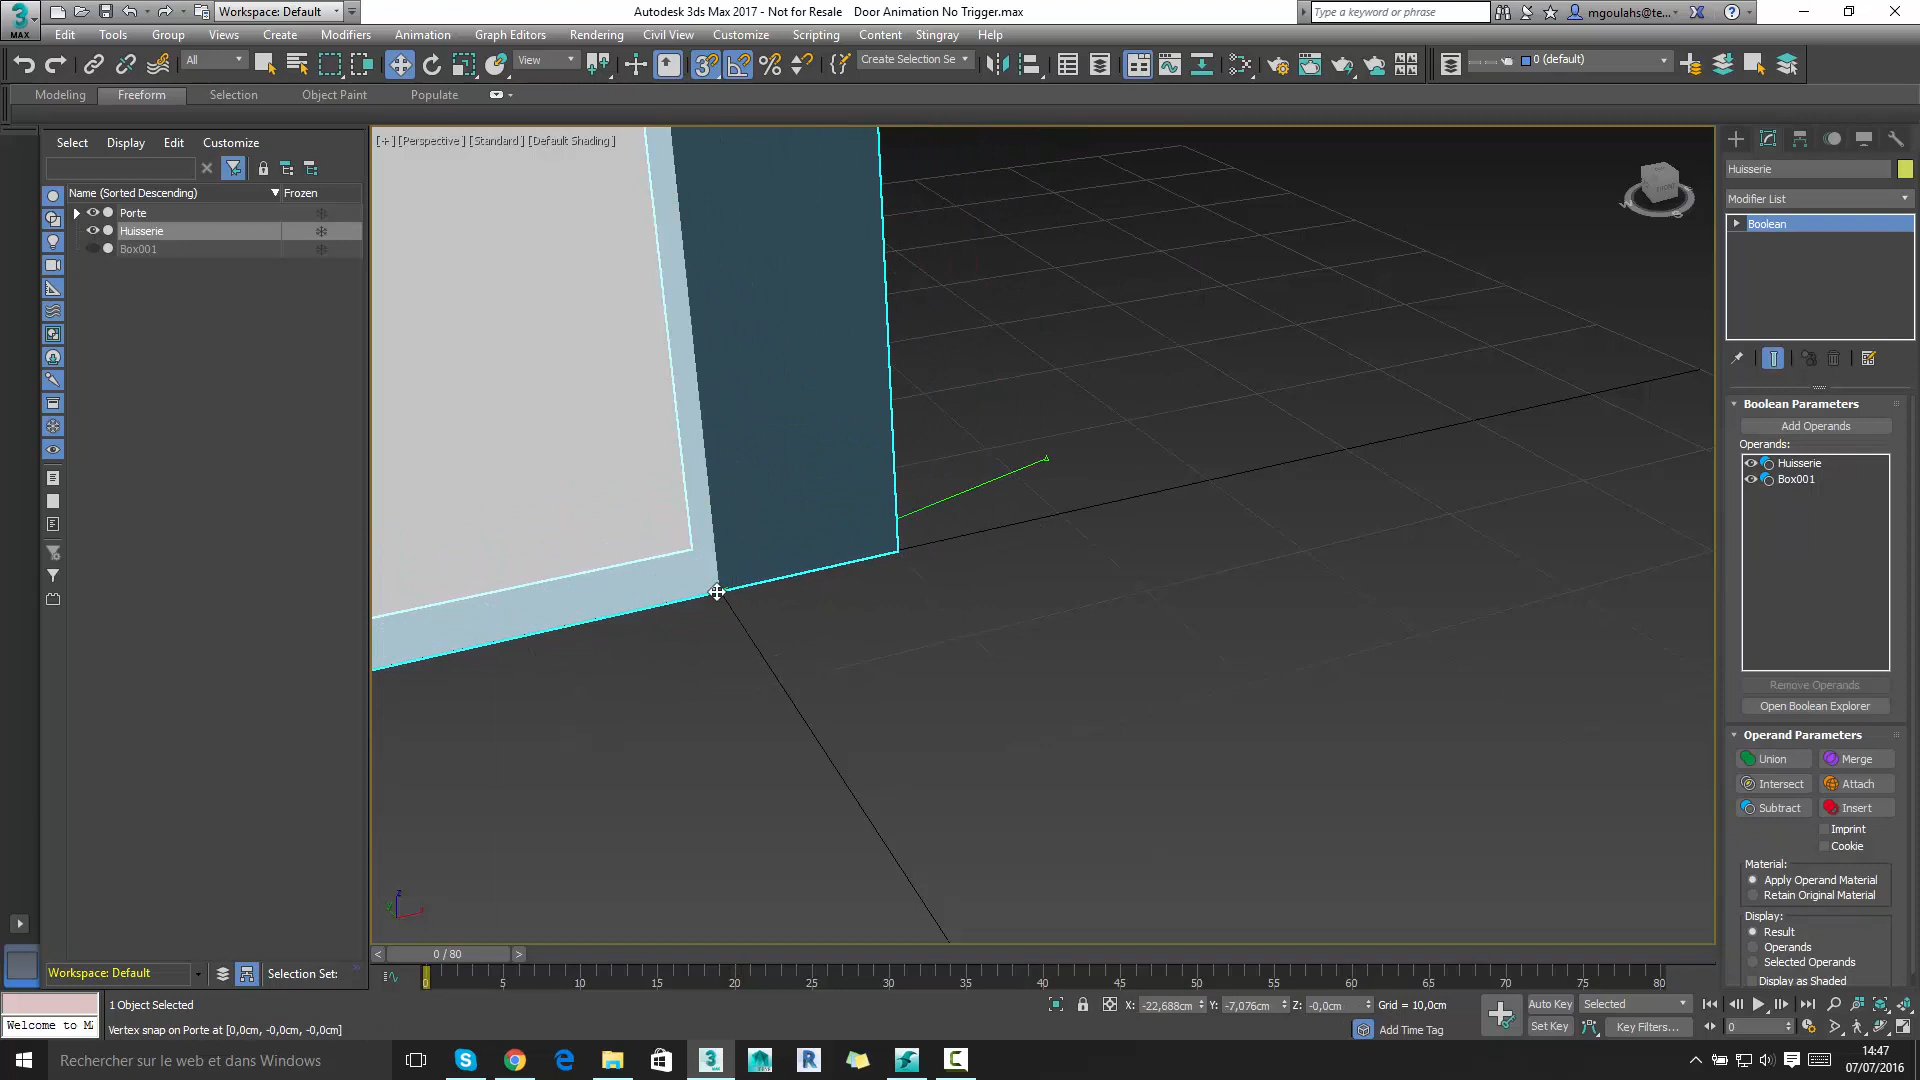 Workspace: Default
Autodesk 3ds Max 2017 - Not for Resale    Door Animation No Trigger.max
Type a keyword or phrase
mgoulahs@te...
MAX
Edit Tools Group Views Create Modifiers Animation Graph Editors Rendering Civil View Customize Scripting Content Stingray Help
All
View
Create Selection Se
0 (default)
Modeling Freeform Selection Object Paint Populate
Select Display Edit Customize
[+] [Perspective] [Standard] [Default Shading]
Huisserie
Name (Sorted Descending) Frozen
Modifier List
Porte
Huisserie
Box001
Boolean
FRONT
Boolean Parameters
Add Operands
Operands:
Huisserie
Box001
Remove Operands
Open Boolean Explorer
Operand Parameters
Union Merge
Intersect Attach
Subtract Insert
Imprint
Cookie
Material:
Apply Operand Material
Retain Original Material
Display:
Result
Operands
Selected Operands
Display as Shaded
0 / 80
Workspace: Default
Selection Set:
0 5 10 15 20 25 30 35 40 45 50 55 60 65 70 75 80
1 Object Selected
X: -22,688cm Y: -7,076cm Z: -0,0cm Grid = 10,0cm
Auto Key Selected
Welcome to M
Vertex snap on Porte at [0,0cm, -0,0cm, -0,0cm]
Add Time Tag
Set Key Key Filters...
0
Rechercher sur le web et dans Windows
14:47
07/07/2016